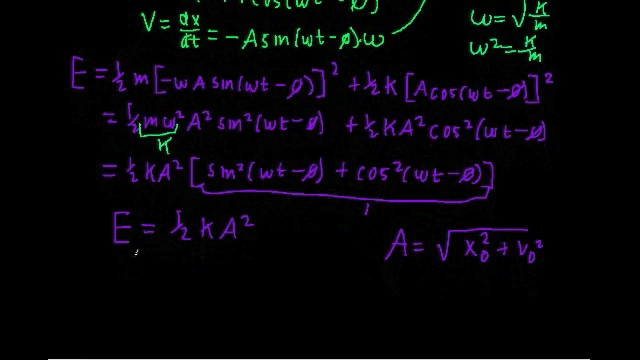 cos(ωt-φ)
V = dx/dt = -A sin(ωt-φ)·ω
ω = √K/m
ω² = K/m
E = 1/2 m[-ωA sin(ωt-φ)]² + 1/2 K[A cos(ωt-φ)]²
= 1/2 mω² A² sin²(ωt-φ) + 1/2 KA² cos²(ωt-φ)
K
= 1/2 KA² [sin²(ωt-φ) + cos²(ωt-φ)]
1
E = 1/2 KA²
A = √x₀² + v₀²